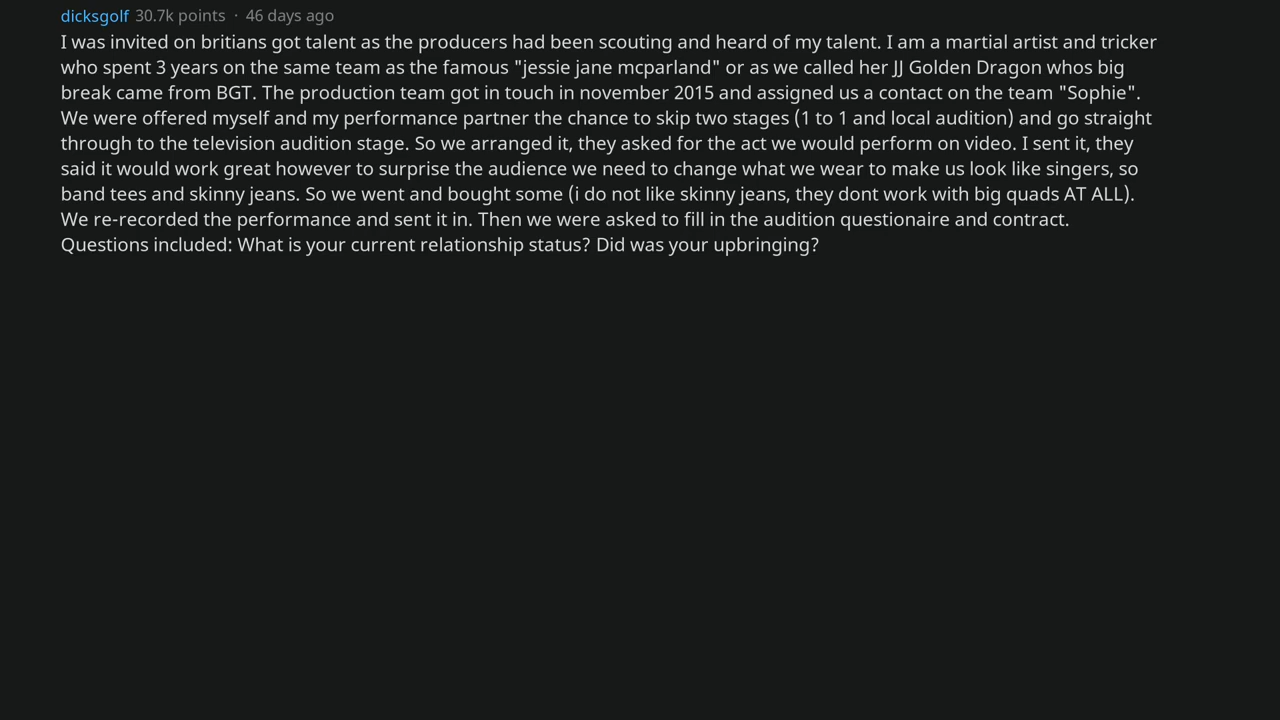 dicksgolf 30.7k points · 46 days ago
I was invited on britians got talent as the producers had been scouting and heard of my talent. I am a martial artist and tricker
who spent 3 years on the same team as the famous "jessie jane mcparland" or as we called her JJ Golden Dragon whos big
break came from BGT. The production team got in touch in november 2015 and assigned us a contact on the team "Sophie".
We were offered myself and my performance partner the chance to skip two stages (1 to 1 and local audition) and go straight
through to the television audition stage. So we arranged it, they asked for the act we would perform on video. I sent it, they
said it would work great however to surprise the audience we need to change what we wear to make us look like singers, so
band tees and skinny jeans. So we went and bought some (i do not like skinny jeans, they dont work with big quads AT ALL).
We re-recorded the performance and sent it in. Then we were asked to fill in the audition questionaire and contract.
Questions included: What is your current relationship status? Did was your upbringing?